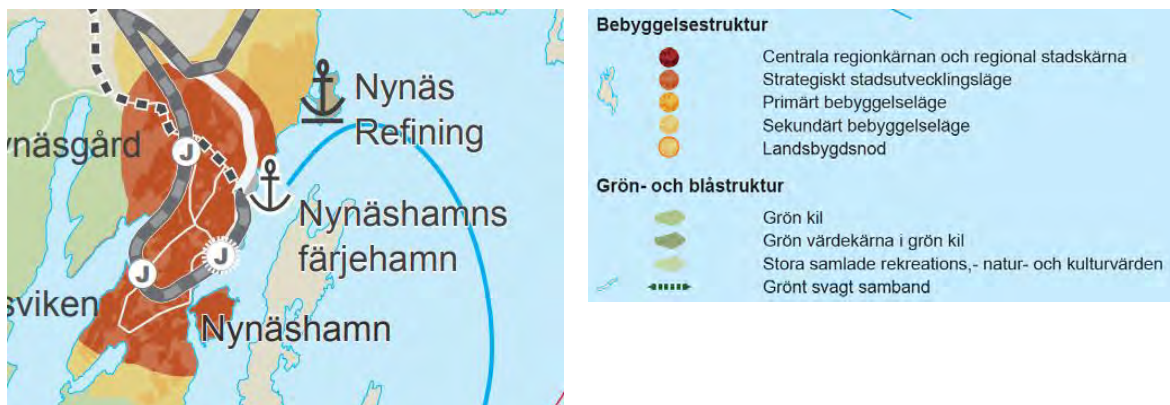 Nynäs
Refining
ynäsgård
J
Nynäshamns
färjehamn
J
J
sviken
Nynäshamn
Bebyggelsestruktur
Centrala regionkärnan och regional stadskärna
Strategiskt stadsutvecklingsläge
Primärt bebyggelseläge
Sekundärt bebyggelseläge
Landsbygdsnod
Grön- och blåstruktur
Grön kil
Grön värdekärna i grön kil
Stora samlade rekreations,- natur- och kulturvärden
Grönt svagt samband